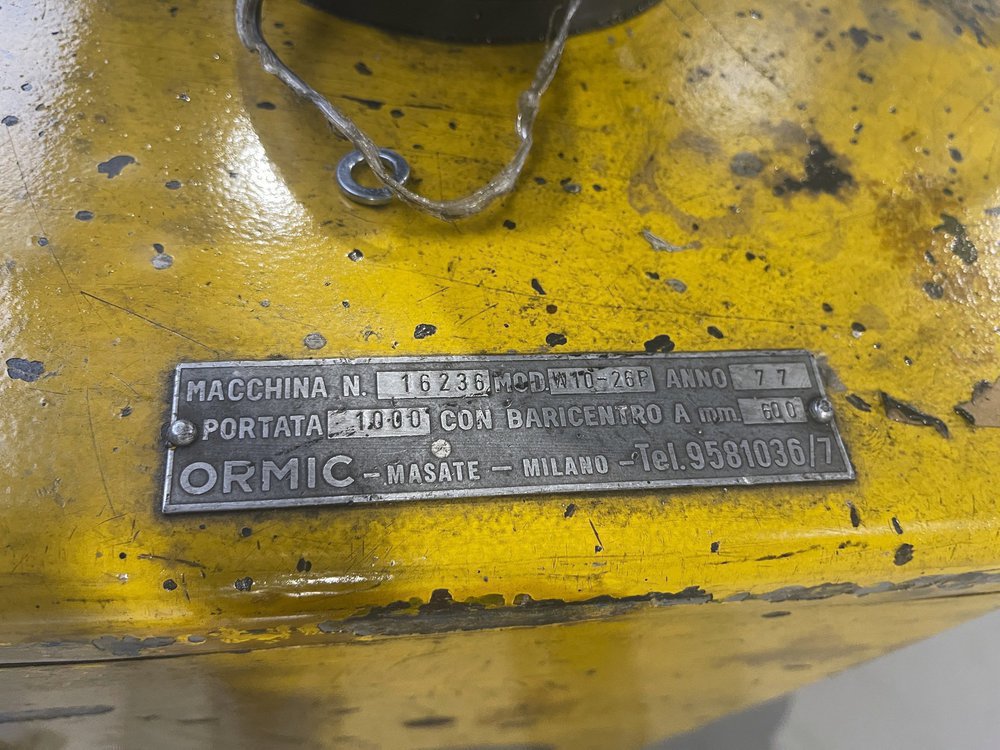 MACCHINA N. 16236 MOD. W10-26P ANNO 77
PORTATA 1000 CON BARICENTRO A mm. 600
ORMIC - MASATE - MILANO - Tel. 9581036/7